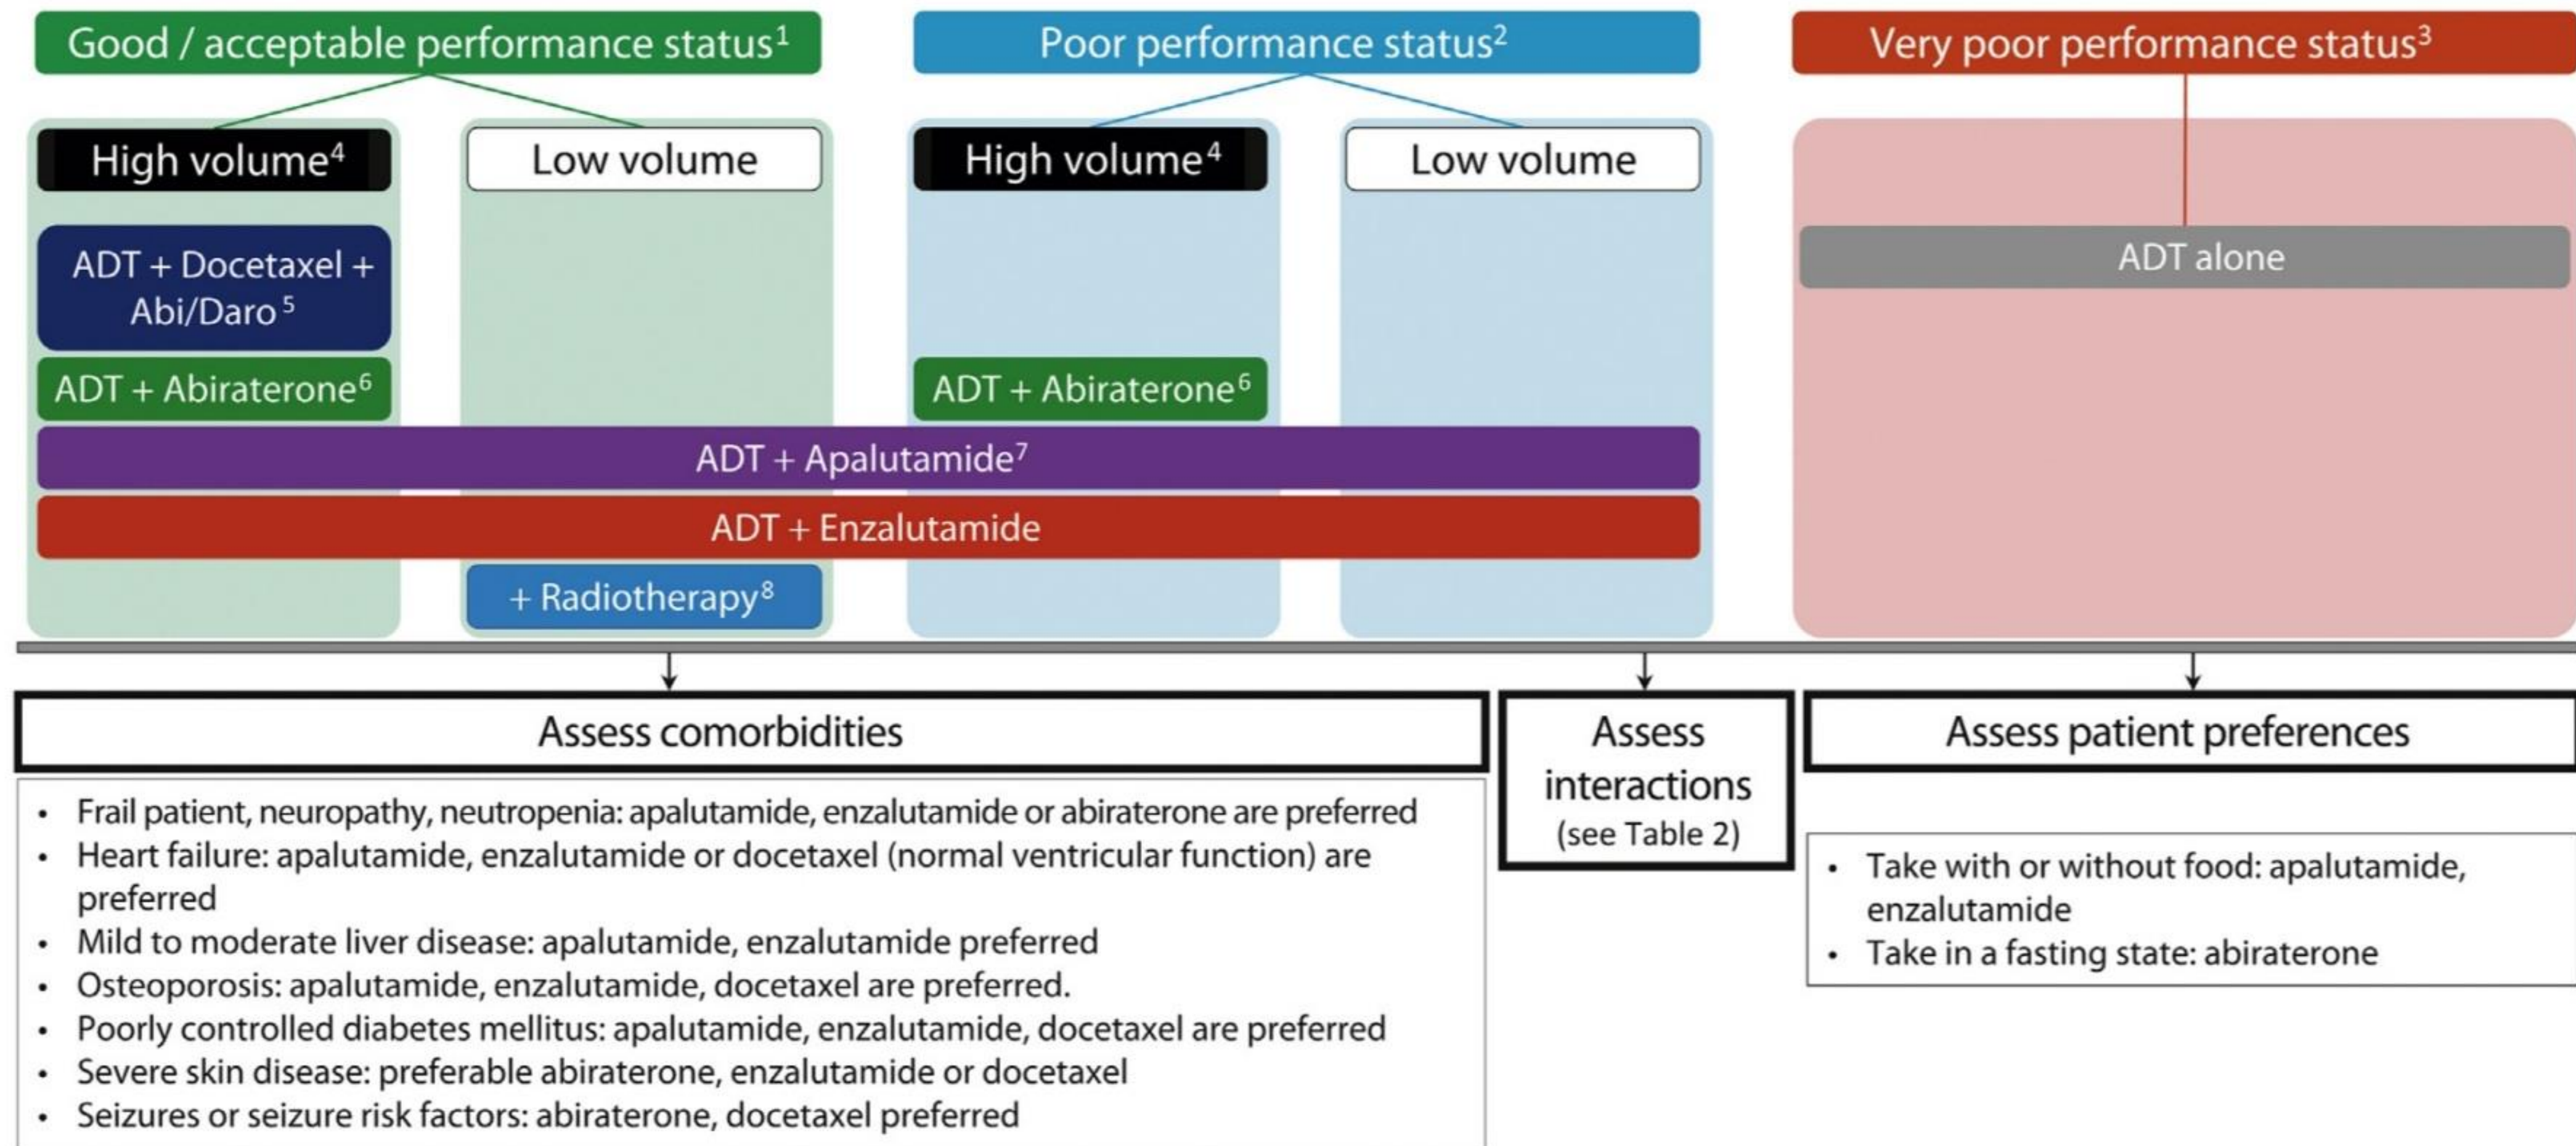 Good / acceptable performance status1
Poor performance status2
Very poor performance status3
High volume4
Low volume
High volume4
Low volume
ADT + Docetaxel +
Abi/Daro 5
ADT alone
ADT + Abiraterone6
ADT + Abiraterone6
ADT + Apalutamide7
ADT + Enzalutamide
+ Radiotherapy8
Assess comorbidities
• Frail patient, neuropathy, neutropenia: apalutamide, enzalutamide or abiraterone are preferred
• Heart failure: apalutamide, enzalutamide or docetaxel (normal ventricular function) are
preferred
• Mild to moderate liver disease: apalutamide, enzalutamide preferred
• Osteoporosis: apalutamide, enzalutamide, docetaxel are preferred.
• Poorly controlled diabetes mellitus: apalutamide, enzalutamide, docetaxel are preferred
• Severe skin disease: preferable abiraterone, enzalutamide or docetaxel
• Seizures or seizure risk factors: abiraterone, docetaxel preferred
Assess
interactions
(see Table 2)
Assess patient preferences
• Take with or without food: apalutamide,
enzalutamide
• Take in a fasting state: abiraterone